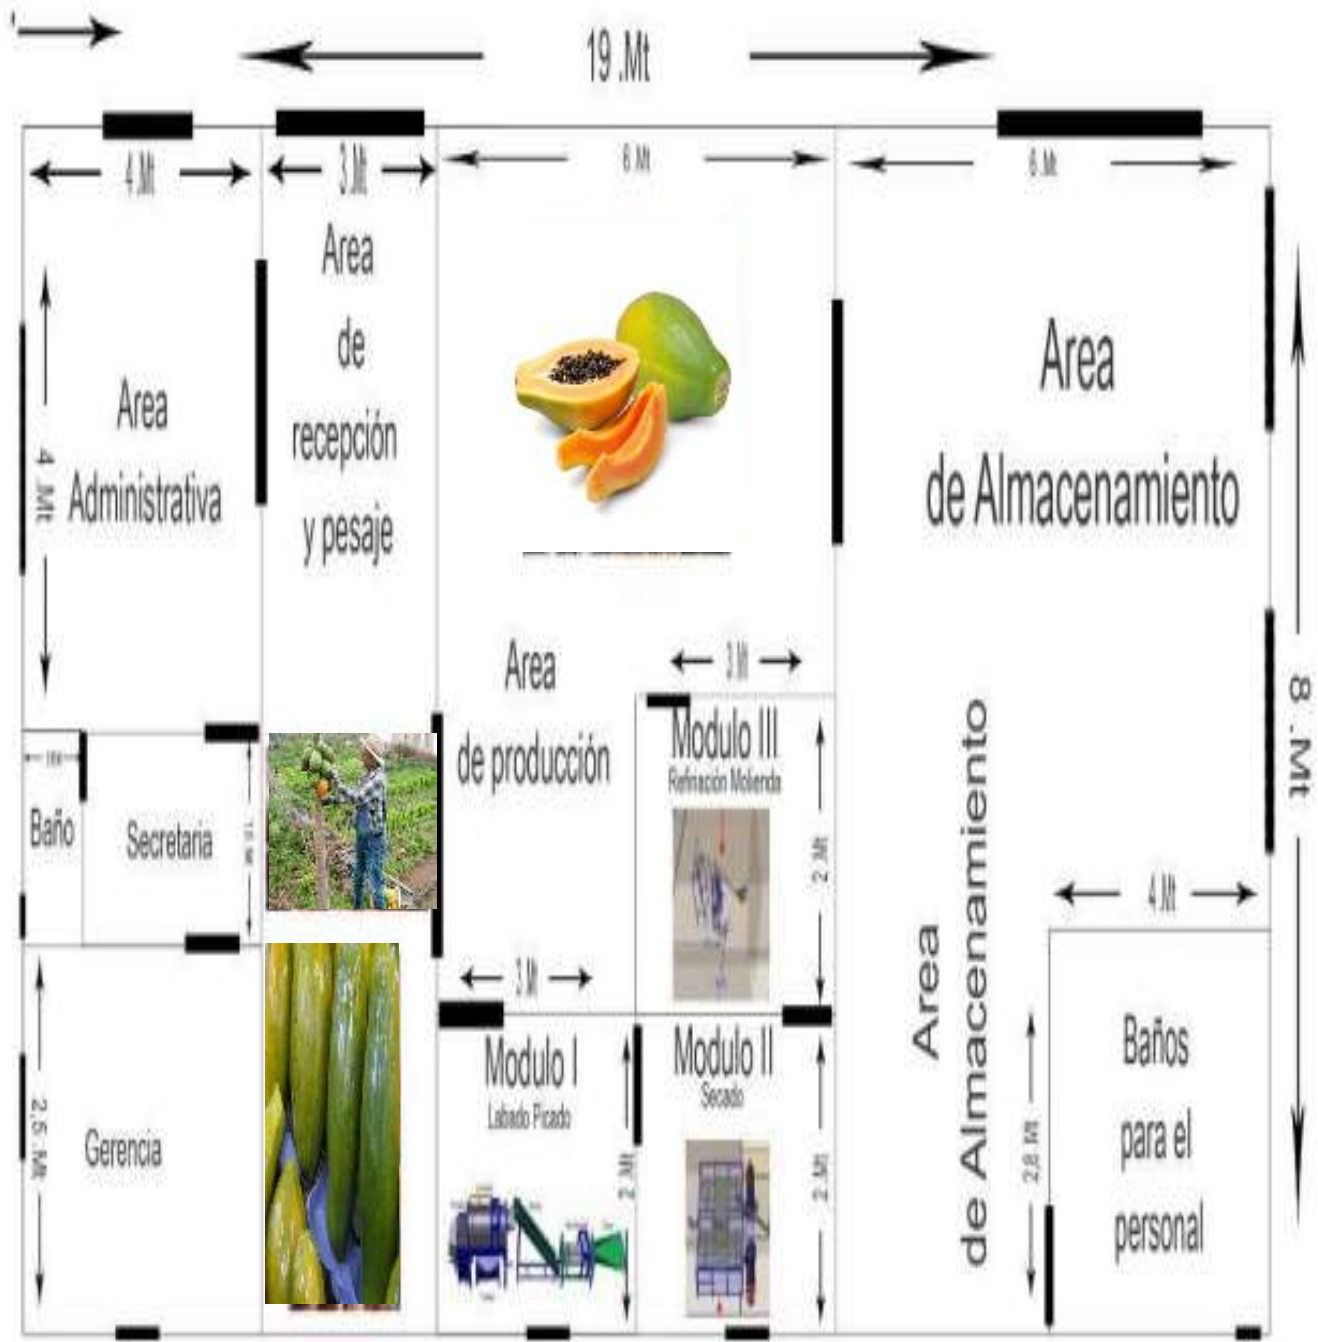 19 .Mt
4 .Mt
3 .Mt
6 .Mt
6 .Mt
Area
de
recepción
y pesaje
Area
Administrativa
4 .Mt
Area
de Almacenamiento
Area
de producción
3 .Mt
Modulo III
Refinación Molienda
2 .Mt
Baño
Secretaria
8 .Mt
Area
de Almacenamiento
4 .Mt
3 .Mt
Modulo I
Labado Picado
2 .Mt
Modulo II
Secado
2 .Mt
Gerencia
2.5 .Mt
2.8 .Mt
Baños
para el
personal